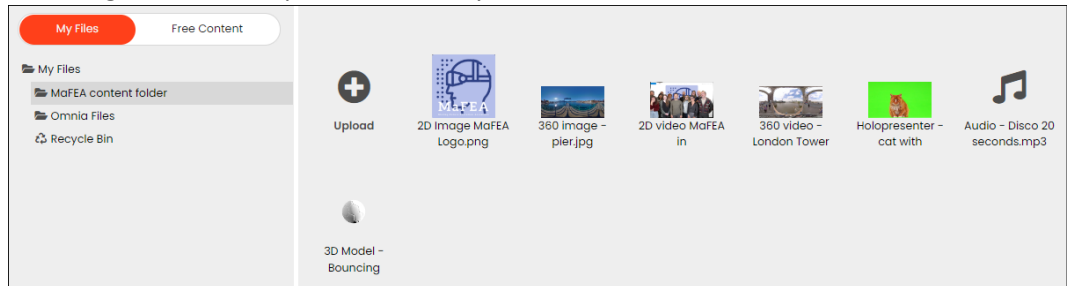 My Files
Free Content
My Files
MaFEA content folder
Omnia Files
Recycle Bin
MaFEA
Upload
2D Image MaFEA
Logo.png
360 image -
pier.jpg
2D video MaFEA
in
360 video -
London Tower
Holopresenter -
cat with
Audio - Disco 20
seconds.mp3
3D Model -
Bouncing